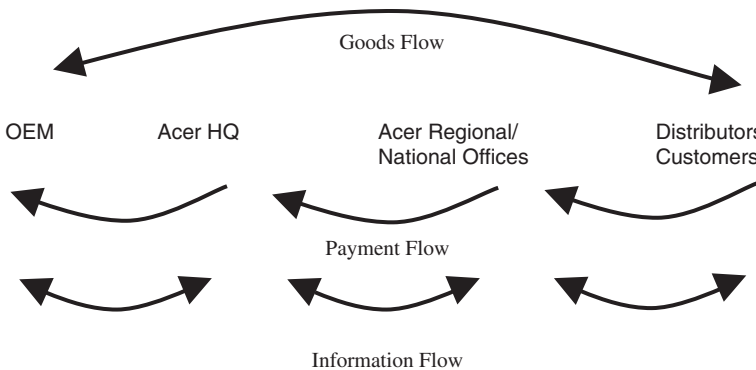 Goods Flow
OEM Acer HQ Acer Regional/ Distributors
National Offices Customers
Payment Flow
Information Flow